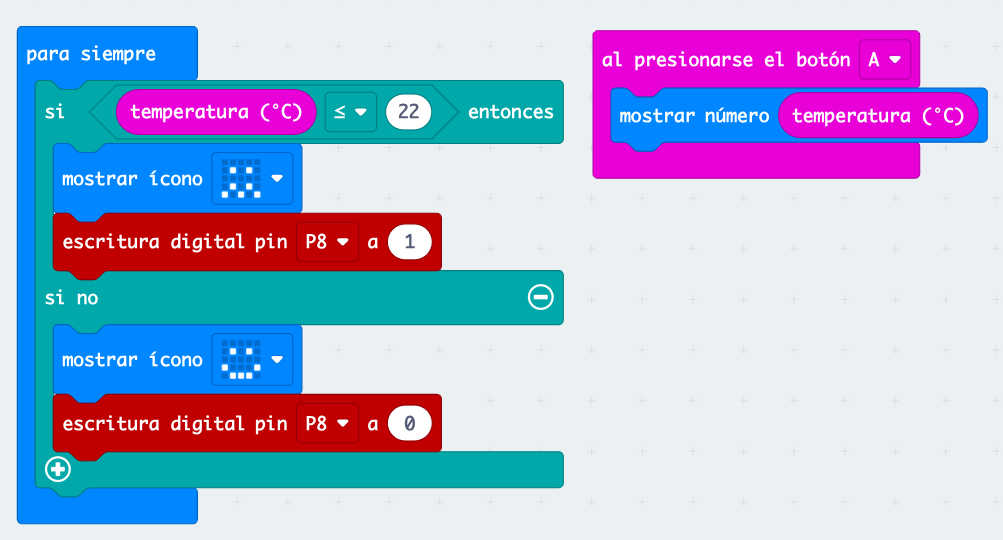 para siempre
si temperatura (°C) ≤ 22 entonces
mostrar ícono
escritura digital pin P8 a 1
si no
mostrar ícono
escritura digital pin P8 a 0
al presionarse el botón A
mostrar número temperatura (°C)